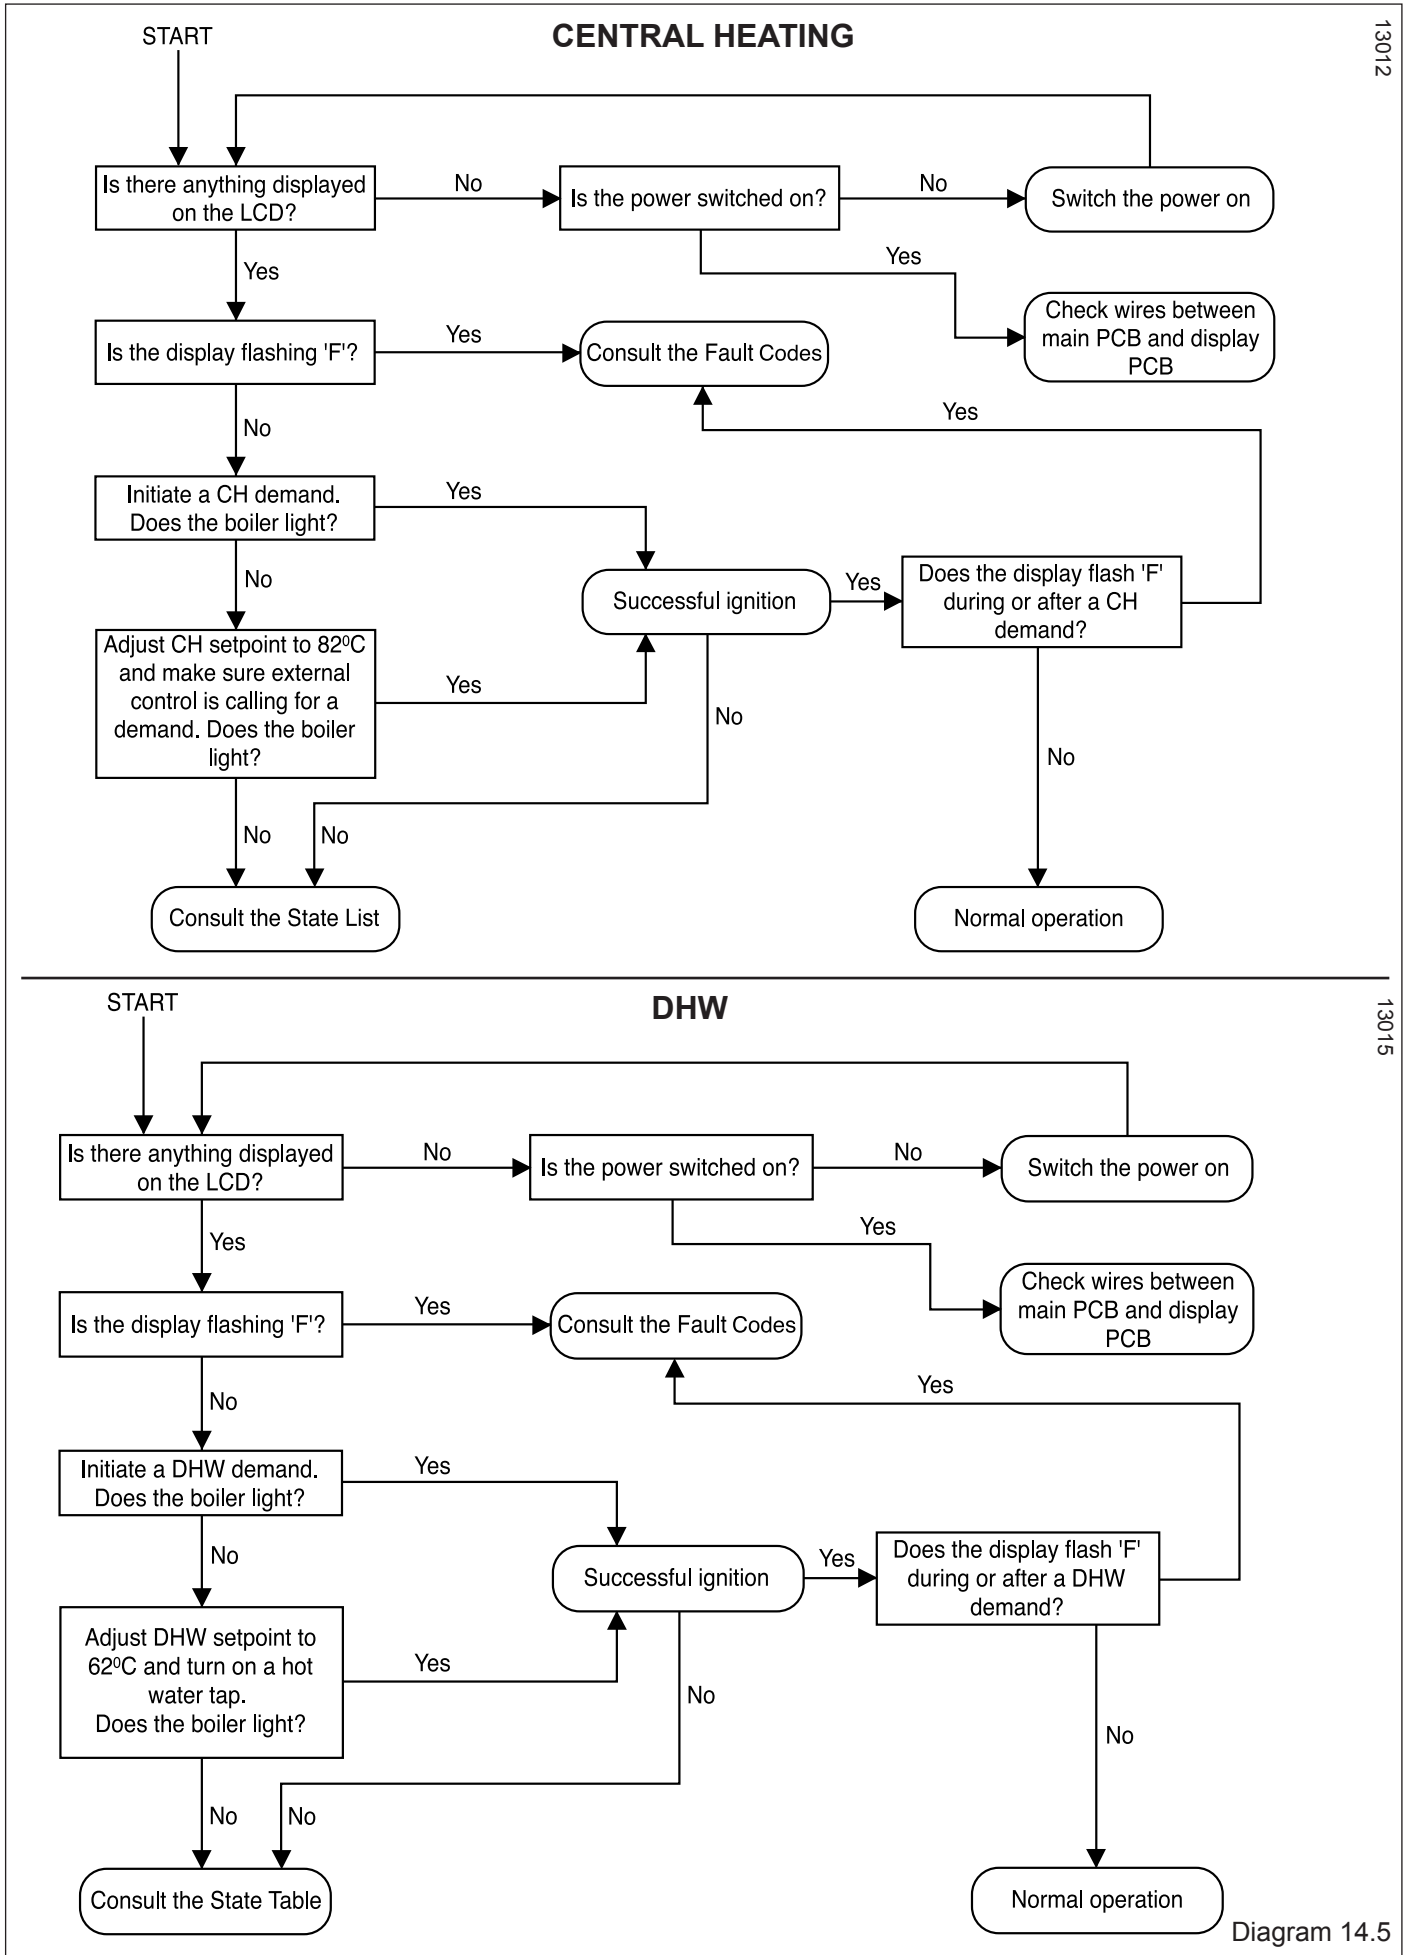 START
CENTRAL HEATING
13012
Is there anything displayed
on the LCD?
No
Is the power switched on?
No
Switch the power on
Yes
Yes
Check wires between
main PCB and display
PCB
Is the display flashing 'F'?
Yes
Consult the Fault Codes
No
Yes
Initiate a CH demand.
Does the boiler light?
Yes
No
Successful ignition
Yes
Does the display flash 'F'
during or after a CH
demand?
Adjust CH setpoint to 82⁰C
and make sure external
control is calling for a
demand. Does the boiler
light?
Yes
No
No
No
No
Consult the State List
Normal operation
START
DHW
13015
Is there anything displayed
on the LCD?
No
Is the power switched on?
No
Switch the power on
Yes
Yes
Check wires between
main PCB and display
PCB
Is the display flashing 'F'?
Yes
Consult the Fault Codes
No
Yes
Initiate a DHW demand.
Does the boiler light?
Yes
No
Successful ignition
Yes
Does the display flash 'F'
during or after a DHW
demand?
Adjust DHW setpoint to
62⁰C and turn on a hot
water tap.
Does the boiler light?
Yes
No
No
No
No
Consult the State Table
Normal operation
Diagram 14.5